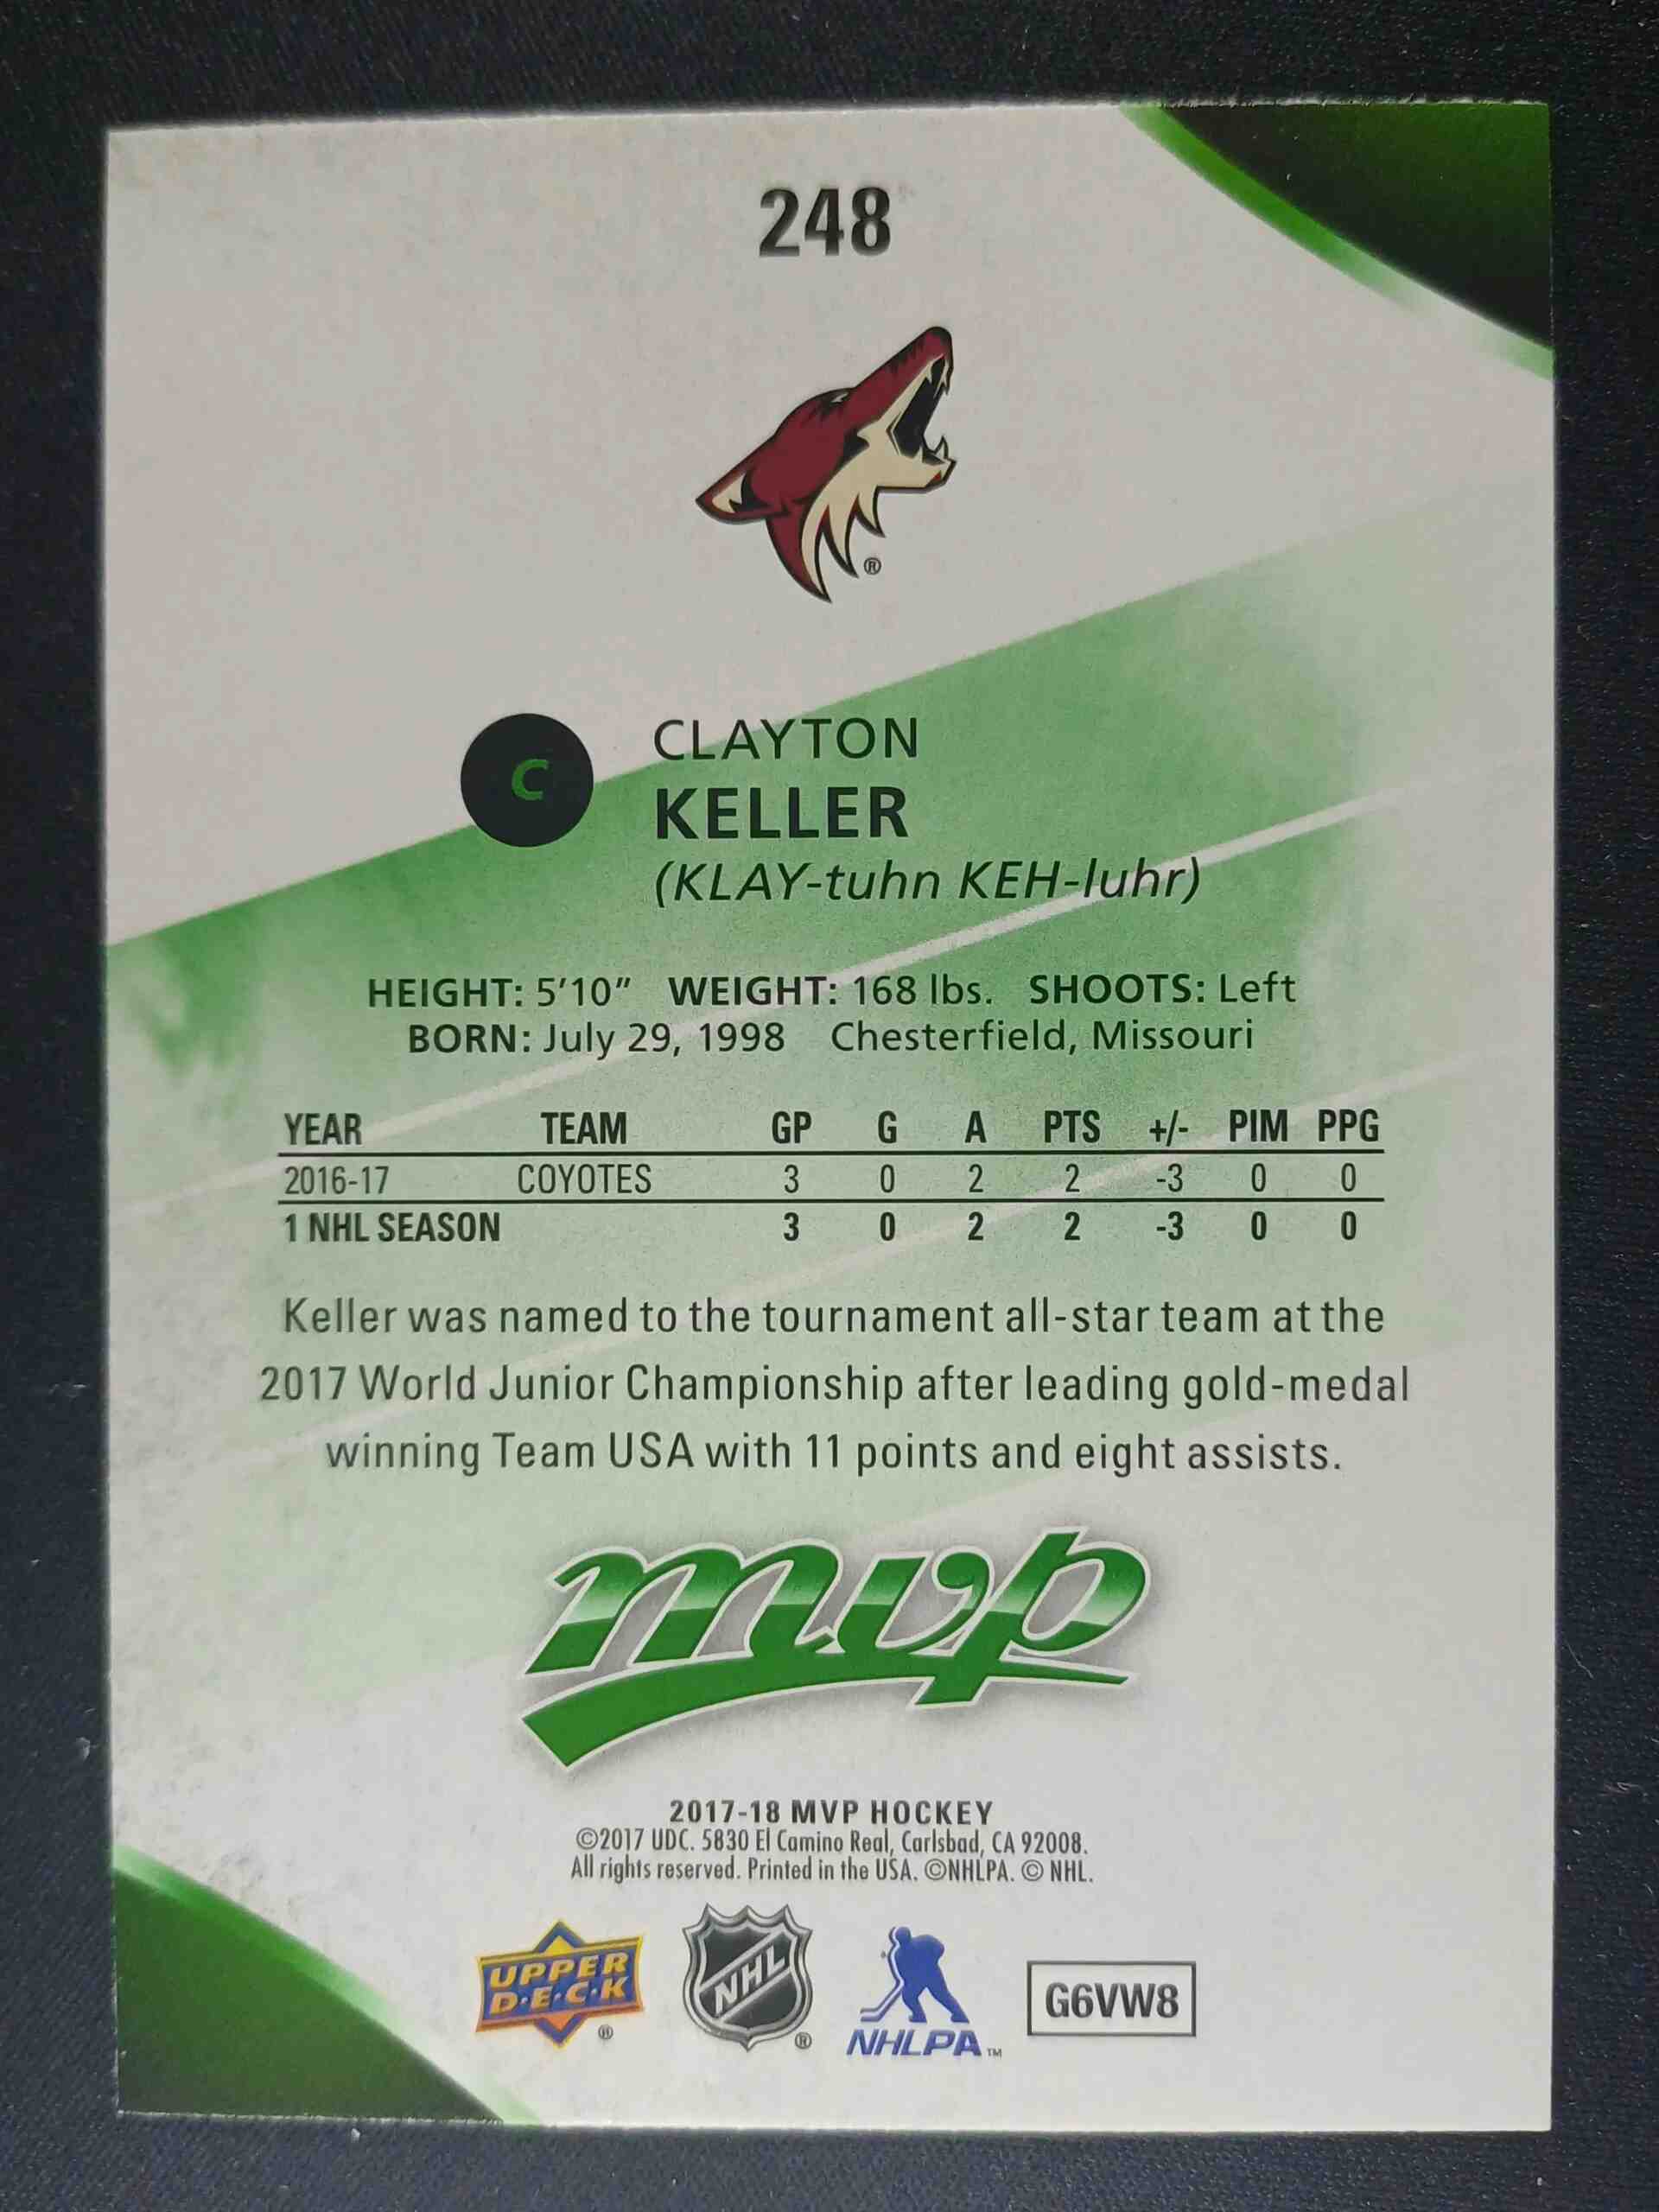 248
®
C
CLAYTON
KELLER
(KLAY-tuhn KEH-luhr)
HEIGHT: 5'10" WEIGHT: 168 lbs. SHOOTS: Left
BORN: July 29, 1998 Chesterfield, Missouri
YEAR TEAM GP G A PTS +/- PIM PPG
2016-17 COYOTES 3 0 2 2 -3 0 0
1 NHL SEASON 3 0 2 2 -3 0 0
Keller was named to the tournament all-star team at the
2017 World Junior Championship after leading gold-medal
winning Team USA with 11 points and eight assists.
mvp
2017-18 MVP HOCKEY
©2017 UDC. 5830 El Camino Real, Carlsbad, CA 92008.
All rights reserved. Printed in the USA. ©NHLPA. © NHL.
UPPER
D•E•C•K
®
NHL
®
NHLPA™
G6VW8